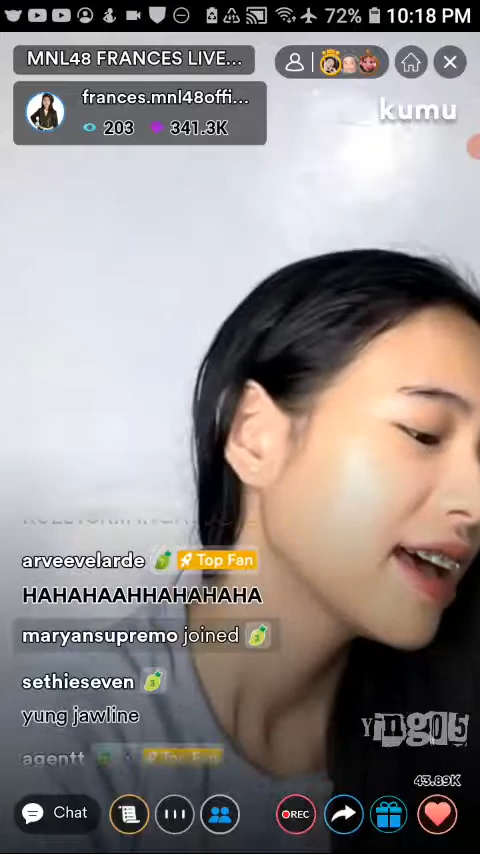 72% 10:18 PM
MNL48 FRANCES LIVE...
frances.mnl48offi...
203 341.3K
kumu
arveevelarde Top Fan
HAHAHAAHHAHAHAHA
maryansupremo joined
sethieseven
yung jawline
agentt Top Fan
Ying05
43.89K
Chat
REC